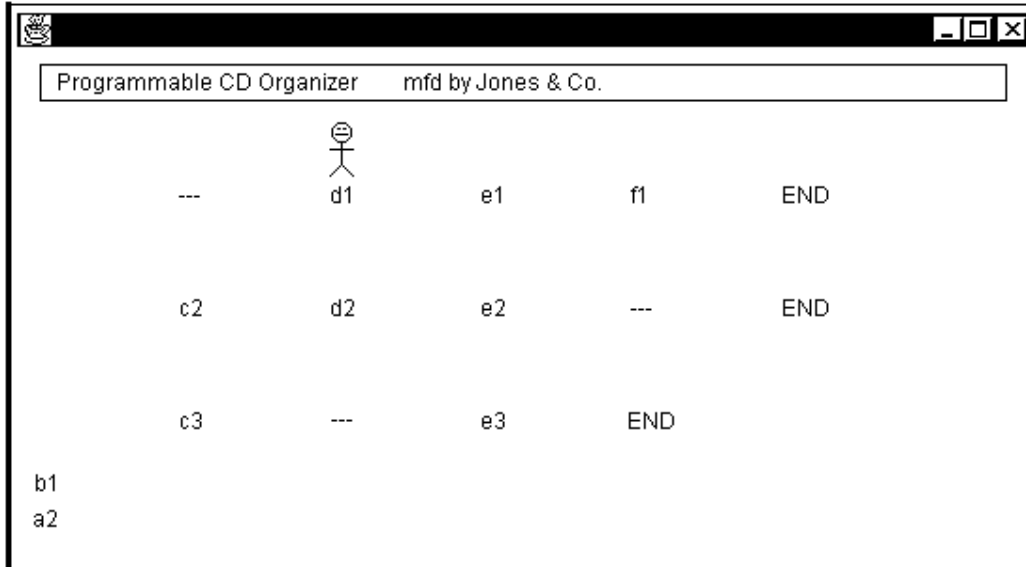 Programmable CD Organizer mfd by Jones & Co.
--- d1 e1 f1 END
c2 d2 e2 --- END
c3 --- e3 END
b1
a2